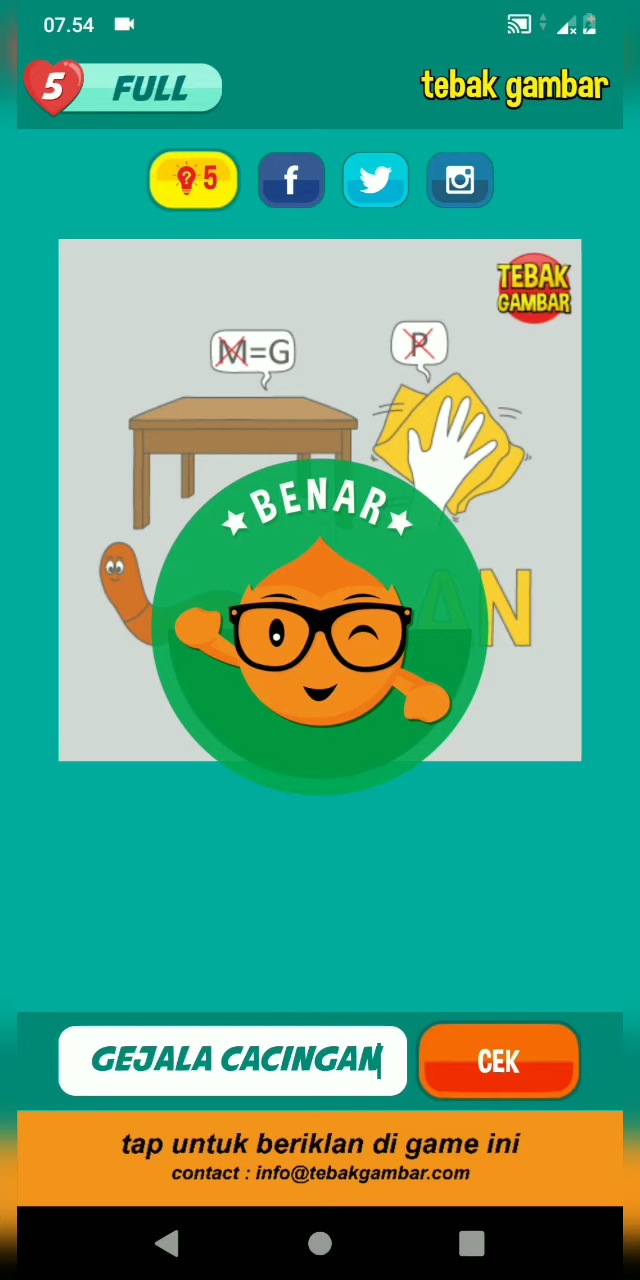 07.54
5 FULL
tebak gambar
5
TEBAK
GAMBAR
M=G
P
BENAR
AN
GEJALA CACINGAN
CEK
tap untuk beriklan di game ini
contact : info@tebakgambar.com